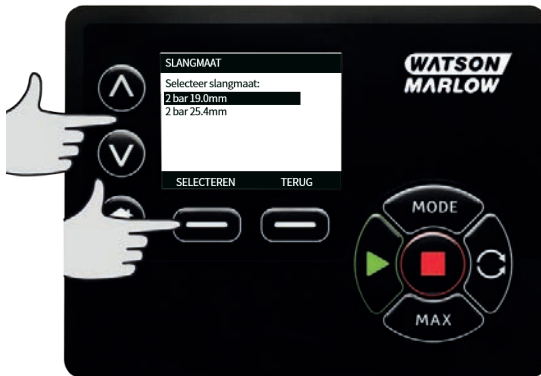 SLANGMAAT
Selecteer slangmaat:
2 bar 19.0mm
2 bar 25.4mm
SELECTEREN TERUG
WATSON
MARLOW
MODE
MAX